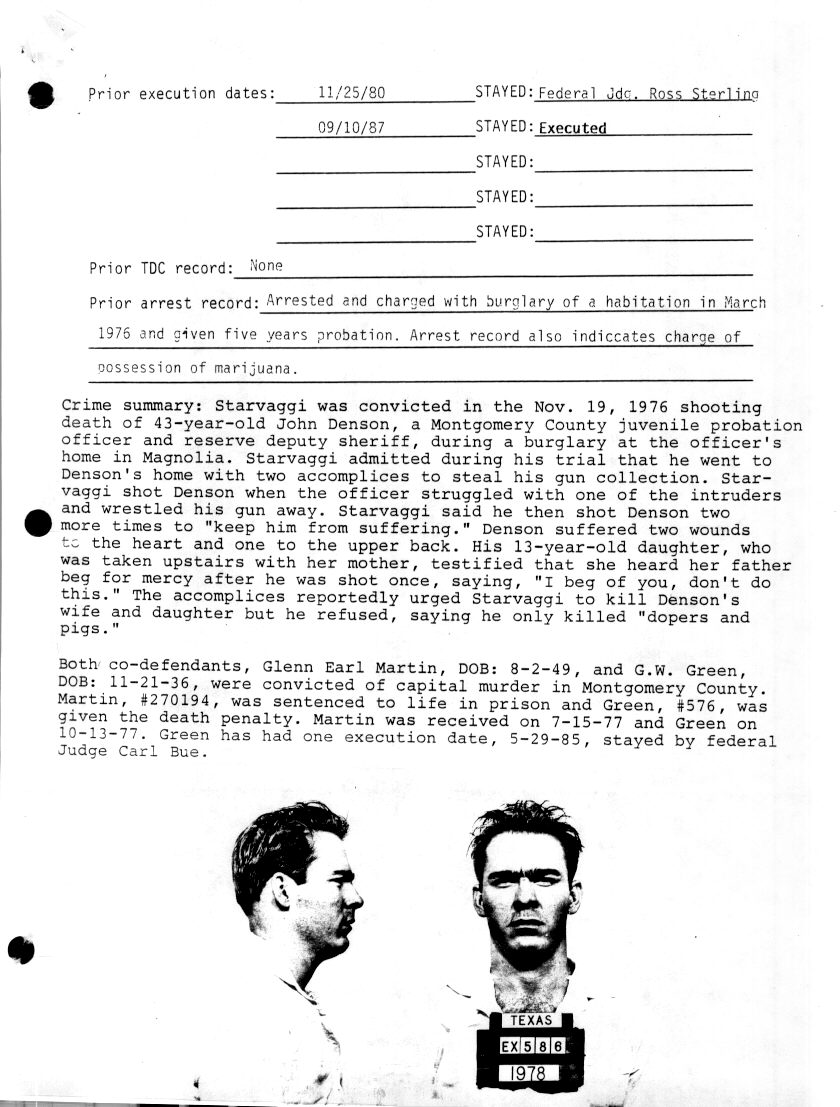 Prior execution dates: 11/25/80 STAYED: Federal Jdg. Ross Sterling
09/10/87 STAYED: Executed
STAYED:
STAYED:
STAYED:
Prior TDC record: None
Prior arrest record: Arrested and charged with burglary of a habitation in March
1976 and given five years probation. Arrest record also indiccates charge of
possession of marijuana.
Crime summary: Starvaggi was convicted in the Nov. 19, 1976 shooting
death of 43-year-old John Denson, a Montgomery County juvenile probation
officer and reserve deputy sheriff, during a burglary at the officer's
home in Magnolia. Starvaggi admitted during his trial that he went to
Denson's home with two accomplices to steal his gun collection. Star-
vaggi shot Denson when the officer struggled with one of the intruders
and wrestled his gun away. Starvaggi said he then shot Denson two
more times to "keep him from suffering." Denson suffered two wounds
to the heart and one to the upper back. His 13-year-old daughter, who
was taken upstairs with her mother, testified that she heard her father
beg for mercy after he was shot once, saying, "I beg of you, don't do
this." The accomplices reportedly urged Starvaggi to kill Denson's
wife and daughter but he refused, saying he only killed "dopers and
pigs."
Both co-defendants, Glenn Earl Martin, DOB: 8-2-49, and G.W. Green,
DOB: 11-21-36, were convicted of capital murder in Montgomery County.
Martin, #270194, was sentenced to life in prison and Green, #576, was
given the death penalty. Martin was received on 7-15-77 and Green on
10-13-77. Green has had one execution date, 5-29-85, stayed by federal
Judge Carl Bue.
TEXAS
EX 586
1978